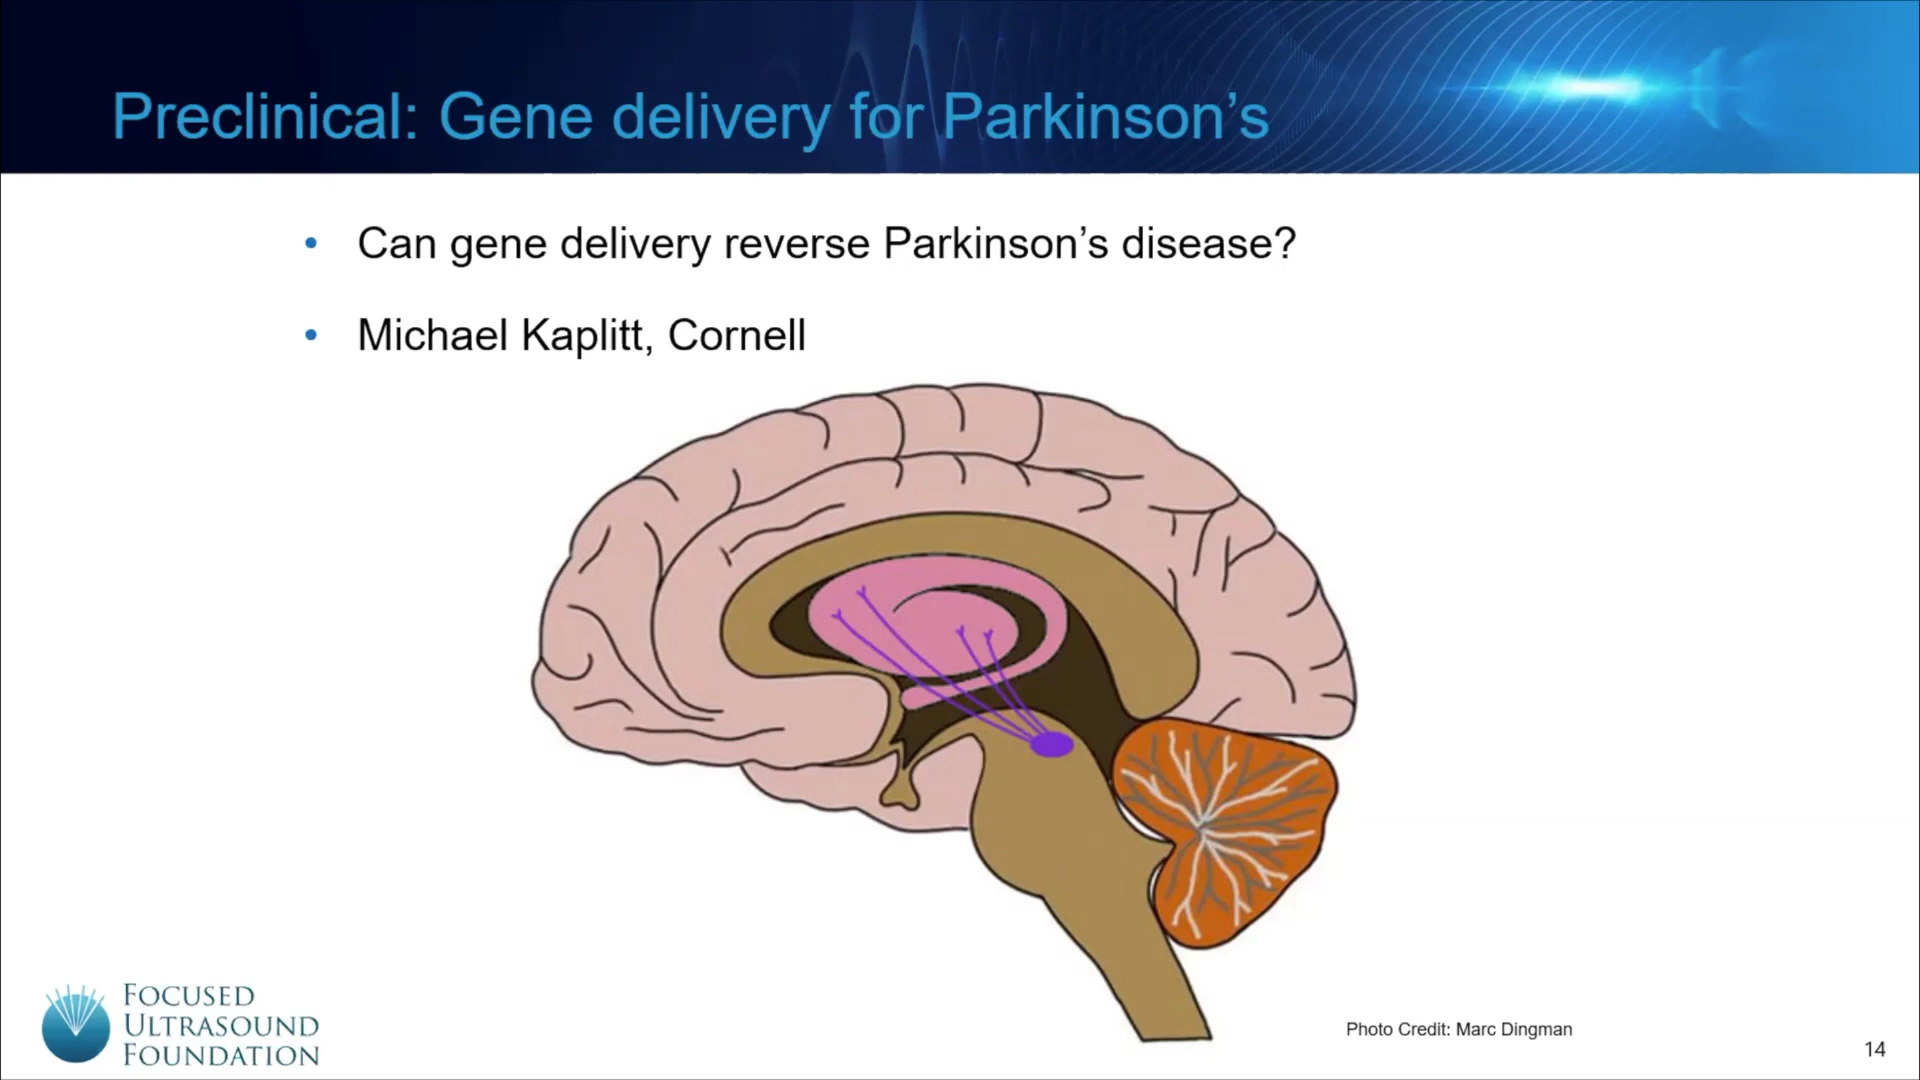 Preclinical: Gene delivery for Parkinson’s
• Can gene delivery reverse Parkinson’s disease?
• Michael Kaplitt, Cornell
FOCUSED
ULTRASOUND
FOUNDATION
Photo Credit: Marc Dingman
14